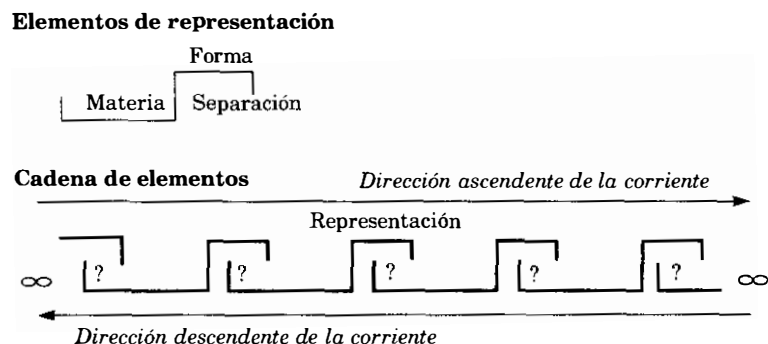 Elementos de representación
Forma
Materia Separación
Cadena de elementos Dirección ascendente de la corriente
Representación
? ? ? ? ?
∞ ∞
Dirección descendente de la corriente